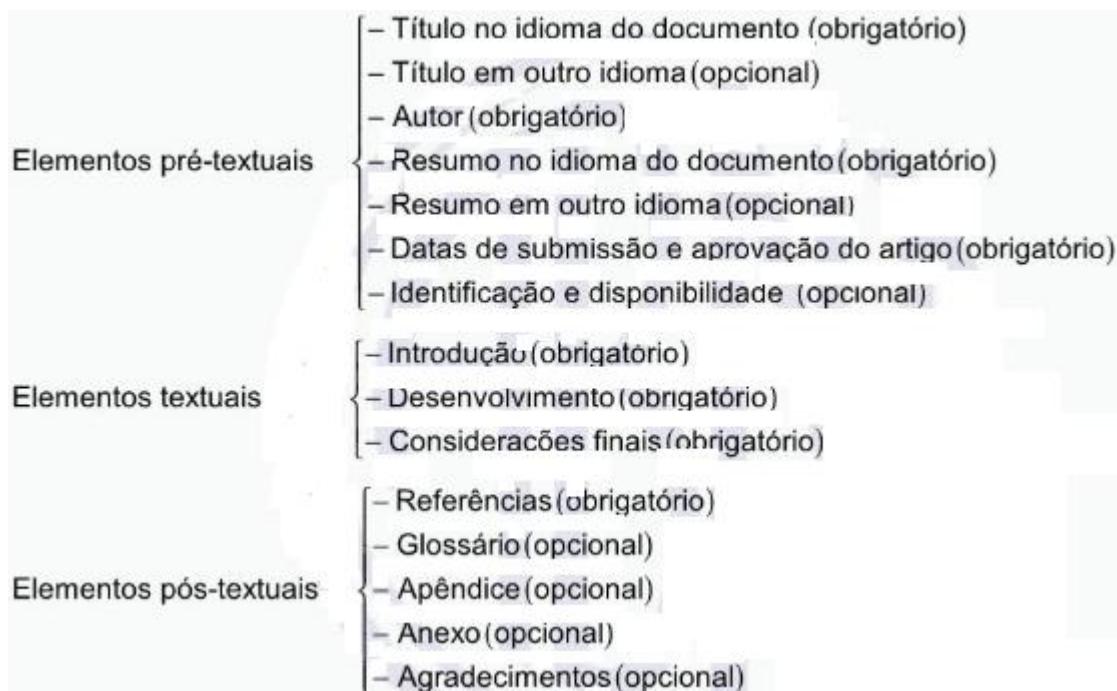 – Título no idioma do documento (obrigatório)
– Título em outro idioma (opcional)
– Autor (obrigatório)
Elementos pré-textuais – Resumo no idioma do documento (obrigatório)
– Resumo em outro idioma (opcional)
– Datas de submissão e aprovação do artigo (obrigatório)
– Identificação e disponibilidade (opcional)
– Introdução (obrigatório)
Elementos textuais – Desenvolvimento (obrigatório)
– Considerações finais (obrigatório)
– Referências (obrigatório)
– Glossário (opcional)
Elementos pós-textuais – Apêndice (opcional)
– Anexo (opcional)
– Agradecimentos (opcional)